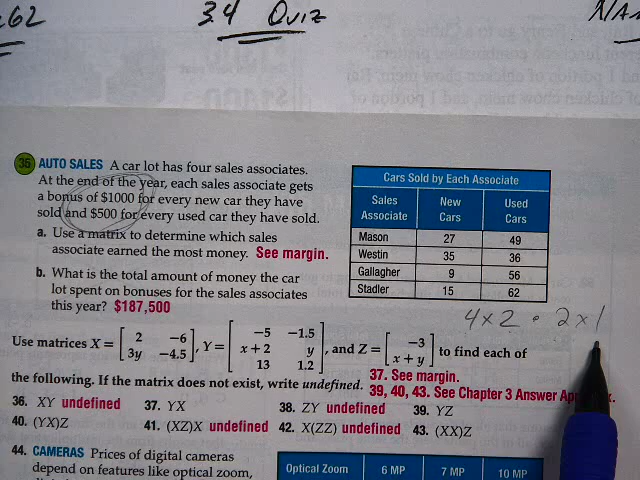 .62 3.4 QUIZ NA
35 AUTO SALES A car lot has four sales associates.
At the end of the year, each sales associate gets
a bonus of $1000 for every new car they have
sold and $500 for every used car they have sold.
a. Use a matrix to determine which sales
associate earned the most money. See margin.
b. What is the total amount of money the car
lot spent on bonuses for the sales associates
this year? $187,500
Cars Sold by Each Associate
Sales Associate New Cars Used Cars
Mason 27 49
Westin 35 36
Gallagher 9 56
Stadler 15 62
4×2 • 2×1
Use matrices X = [2 -6; 3y -4.5], Y = [-5 -1.5; x + 2 y; 13 1.2], and Z = [-3; x + y] to find each of
the following. If the matrix does not exist, write undefined.
37. See margin.
39, 40, 43. See Chapter 3 Answer
36. XY undefined 37. YX 38. ZY undefined 39. YZ
40. (YX)Z 41. (XZ)X undefined 42. X(ZZ) undefined 43. (XX)Z
44. CAMERAS Prices of digital cameras
depend on features like optical zoom,
Optical Zoom 6 MP 7 MP 10 MP